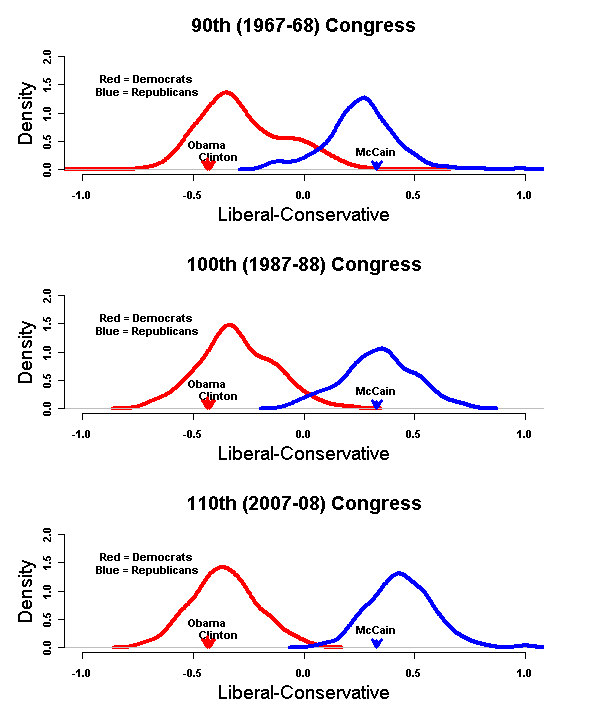 90th (1967-68) Congress
2.0
1.5
1.0
0.5
0.0
Density
Red = Democrats
Blue = Republicans
Obama
Clinton
McCain
-1.0 -0.5 0.0 0.5 1.0
Liberal-Conservative
100th (1987-88) Congress
2.0
1.5
1.0
0.5
0.0
Density
Red = Democrats
Blue = Republicans
Obama
Clinton
McCain
-1.0 -0.5 0.0 0.5 1.0
Liberal-Conservative
110th (2007-08) Congress
2.0
1.5
1.0
0.5
0.0
Density
Red = Democrats
Blue = Republicans
Obama
Clinton
McCain
-1.0 -0.5 0.0 0.5 1.0
Liberal-Conservative